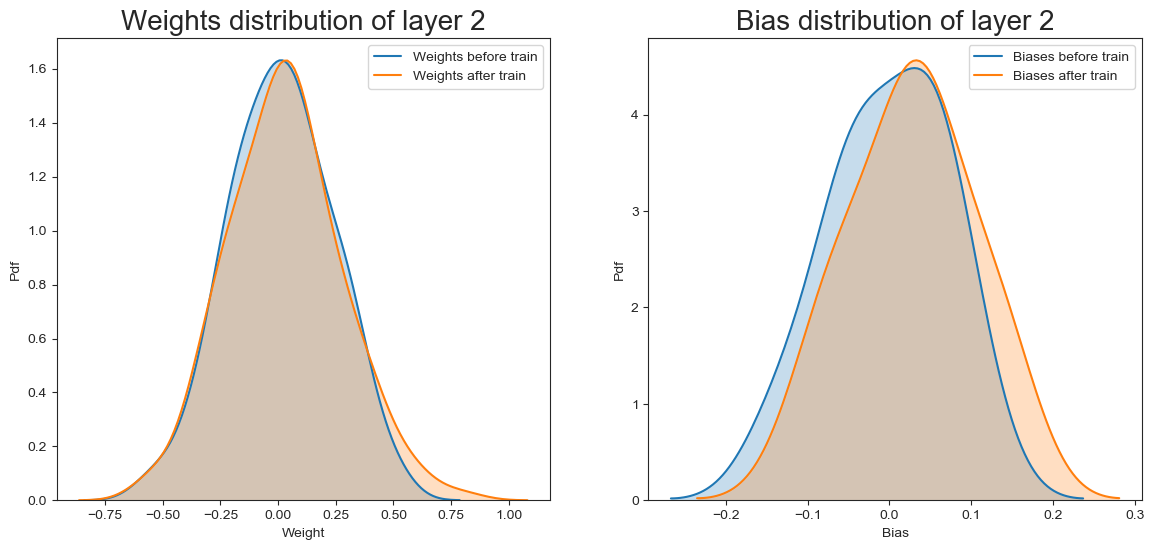 Weights distribution of layer 2
Weights before train
Weights after train
1.6
1.4
1.2
1.0
0.8
0.6
0.4
0.2
0.0
Pdf
−0.75
−0.50
−0.25
0.00
0.25
0.50
0.75
1.00
Weight
Bias distribution of layer 2
Biases before train
Biases after train
4
3
2
1
0
Pdf
−0.2
−0.1
0.0
0.1
0.2
0.3
Bias